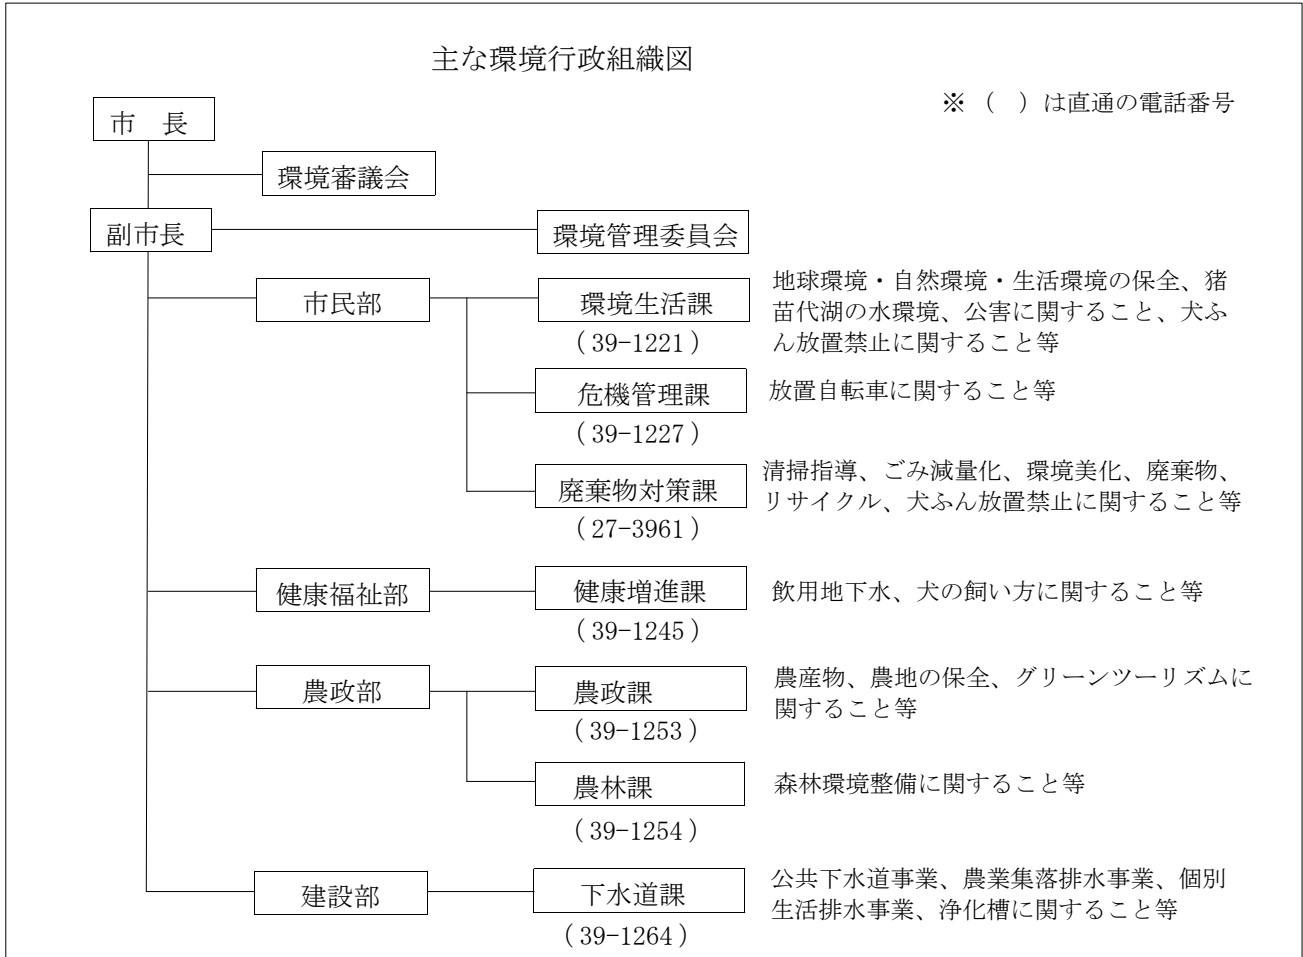 主な環境行政組織図
※（　）は直通の電話番号
市　長
環境審議会
副市長
環境管理委員会
市民部
環境生活課
（39-1221）
地球環境・自然環境・生活環境の保全、猪
苗代湖の水環境、公害に関すること、犬ふ
ん放置禁止に関すること等
危機管理課
（39-1227）
放置自転車に関すること等
廃棄物対策課
（27-3961）
清掃指導、ごみ減量化、環境美化、廃棄物、
リサイクル、犬ふん放置禁止に関すること等
健康福祉部
健康増進課
（39-1245）
飲用地下水、犬の飼い方に関すること等
農政部
農政課
（39-1253）
農産物、農地の保全、グリーンツーリズムに
関すること等
農林課
（39-1254）
森林環境整備に関すること等
建設部
下水道課
（39-1264）
公共下水道事業、農業集落排水事業、個別
生活排水事業、浄化槽に関すること等